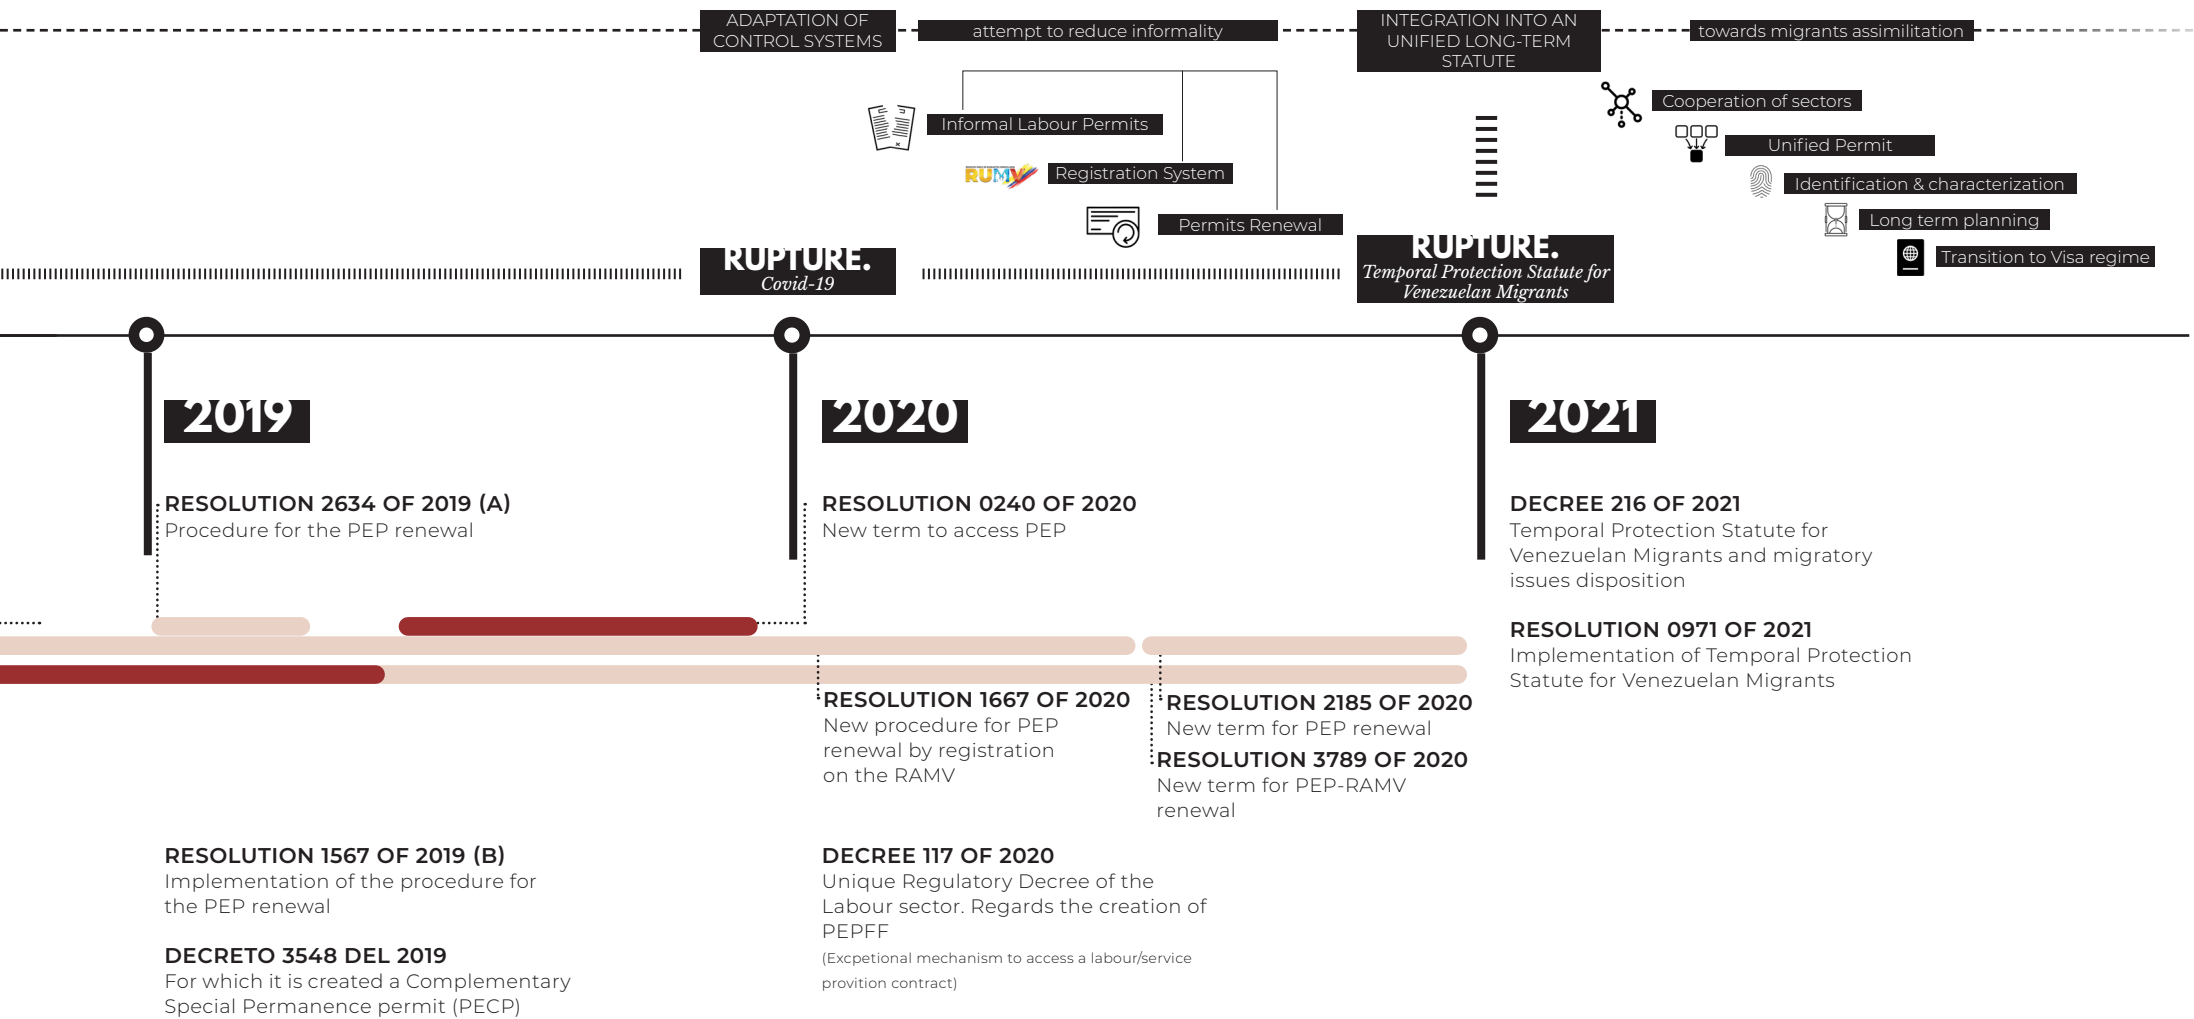 ADAPTATION OF
CONTROL SYSTEMS
attempt to reduce informality
INTEGRATION INTO AN
UNIFIED LONG-TERM
STATUTE
towards migrants assimilitation
Informal Labour Permits
RUMV
Registration System
Permits Renewal
Cooperation of sectors
Unified Permit
Identification & characterization
Long term planning
Transition to Visa regime
RUPTURE.
Covid-19
RUPTURE.
Temporal Protection Statute for
Venezuelan Migrants
2019
RESOLUTION 2634 OF 2019 (A)
Procedure for the PEP renewal
RESOLUTION 1567 OF 2019 (B)
Implementation of the procedure for
the PEP renewal
DECRETO 3548 DEL 2019
For which it is created a Complementary
Special Permanence permit (PECP)
2020
RESOLUTION 0240 OF 2020
New term to access PEP
RESOLUTION 1667 OF 2020
New procedure for PEP
renewal by registration
on the RAMV
RESOLUTION 2185 OF 2020
New term for PEP renewal
RESOLUTION 3789 OF 2020
New term for PEP-RAMV
renewal
DECREE 117 OF 2020
Unique Regulatory Decree of the
Labour sector. Regards the creation of
PEPFF
(Excpetional mechanism to access a labour/service
provition contract)
2021
DECREE 216 OF 2021
Temporal Protection Statute for
Venezuelan Migrants and migratory
issues disposition
RESOLUTION 0971 OF 2021
Implementation of Temporal Protection
Statute for Venezuelan Migrants